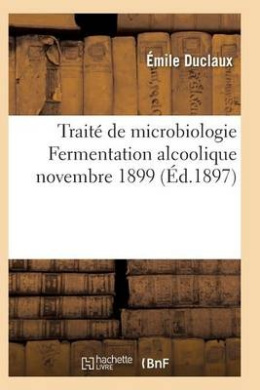 Émile Duclaux
Traité de microbiologie
Fermentation alcoolique
novembre 1899 (Éd.1897)
hachette
LIVRE
{BnF